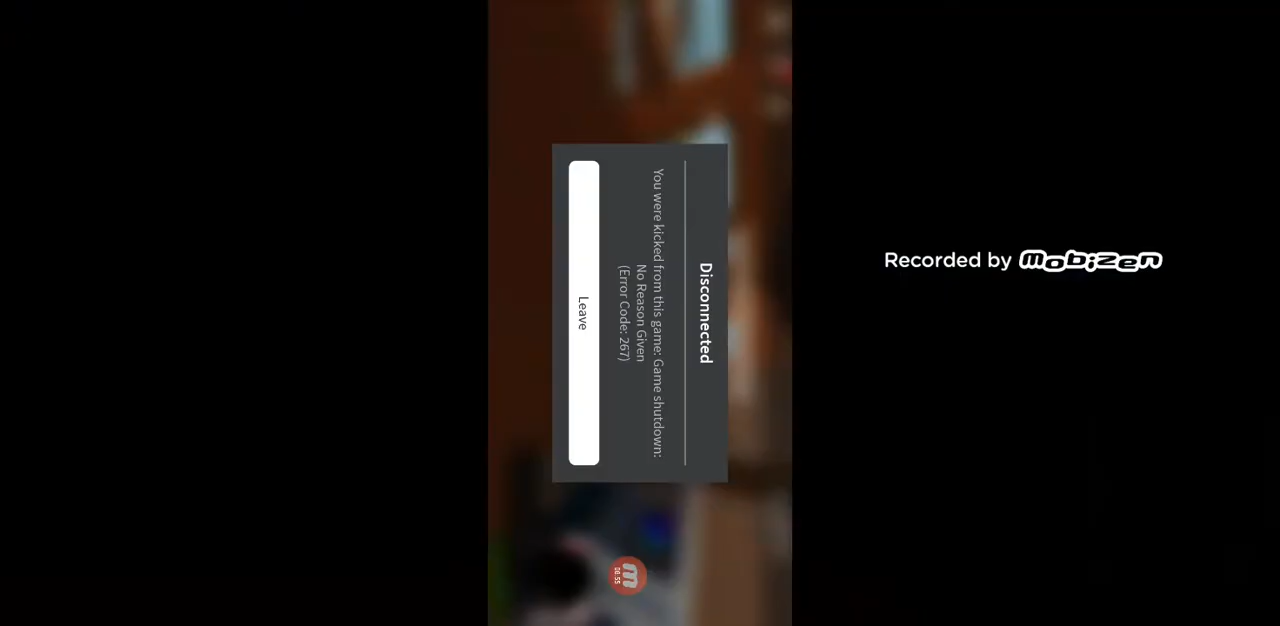 Disconnected
You were kicked from this game: Game shutdown:
No Reason Given
(Error Code: 267)
Leave
Recorded by mobizen
m